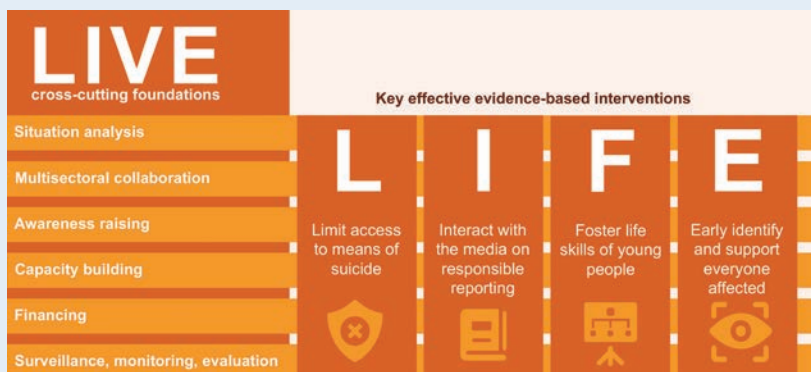 LIVE
cross-cutting foundations
Key effective evidence-based interventions
Situation analysis
Multisectoral collaboration
Awareness raising
Capacity building
Financing
Surveillance, monitoring, evaluation
L
Limit access
to means of
suicide
I
Interact with
the media on
responsible
reporting
F
Foster life
skills of young
people
E
Early identify
and support
everyone
affected